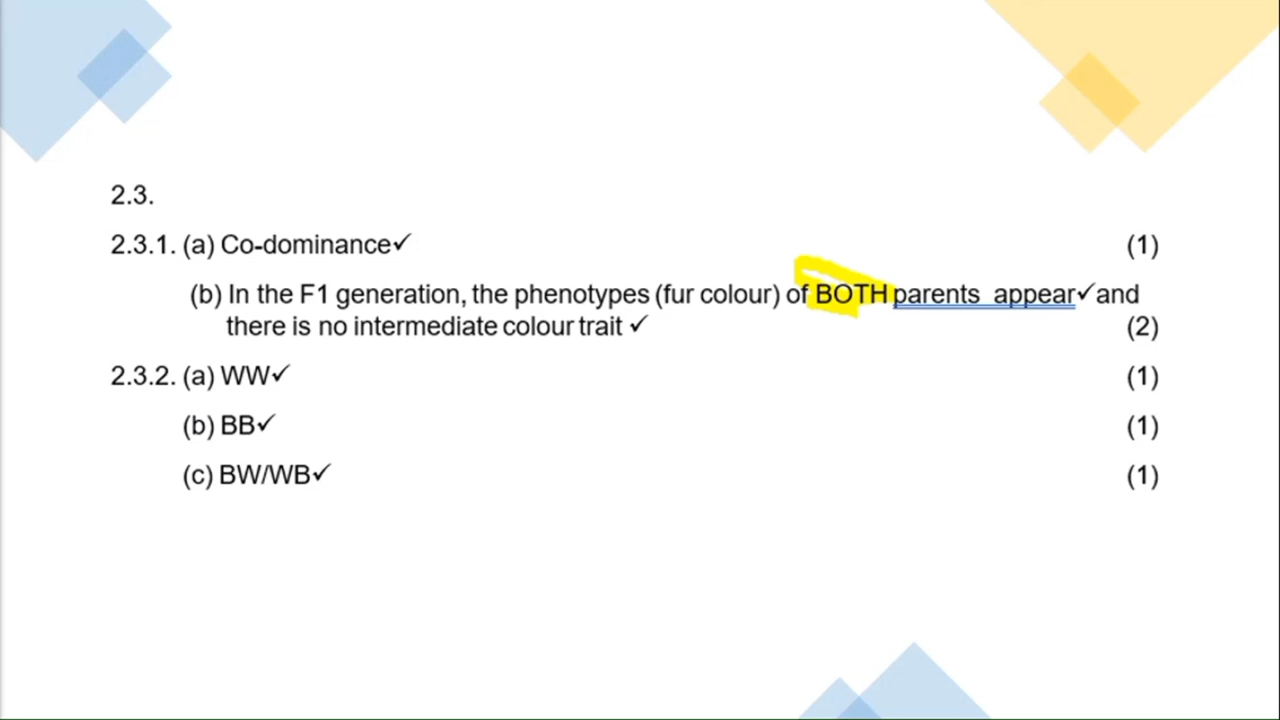 2.3.
2.3.1. (a) Co-dominance✓ (1)
(b) In the F1 generation, the phenotypes (fur colour) of BOTH parents appear✓and
there is no intermediate colour trait ✓ (2)
2.3.2. (a) WW✓ (1)
(b) BB✓ (1)
(c) BW/WB✓ (1)